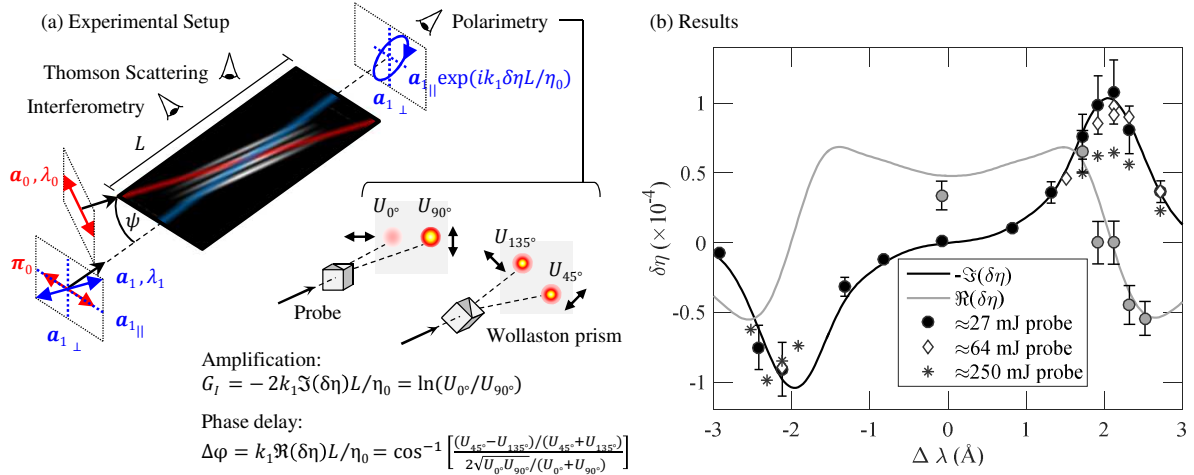 (a) Experimental Setup
Polarimetry
Thomson Scattering
Interferometry
L
a₁∥exp(ik₁δηL/η₀)
a₁⊥
a₀, λ₀
ψ
π₀
a₁, λ₁
a₁∥
a₁⊥
U₀° U₉₀°
U₁₃₅°
U₄₅°
Probe
Wollaston prism
Amplification:
G_I = − 2k₁ℑ(δη)L/η₀ = ln(U₀°/U₉₀°)
Phase delay:
Δφ = k₁ℜ(δη)L/η₀ = cos⁻¹ [(U₄₅°−U₁₃₅°)/(U₄₅°+U₁₃₅°) / 2√U₀°U₉₀°/(U₀°+U₉₀°)]
(b) Results
δη (×10⁻⁴)
1
0.5
0
-0.5
-1
-ℑ(δη)
ℜ(δη)
≈27 mJ probe
≈64 mJ probe
≈250 mJ probe
-3 -2 -1 0 1 2 3
Δ λ (Å)